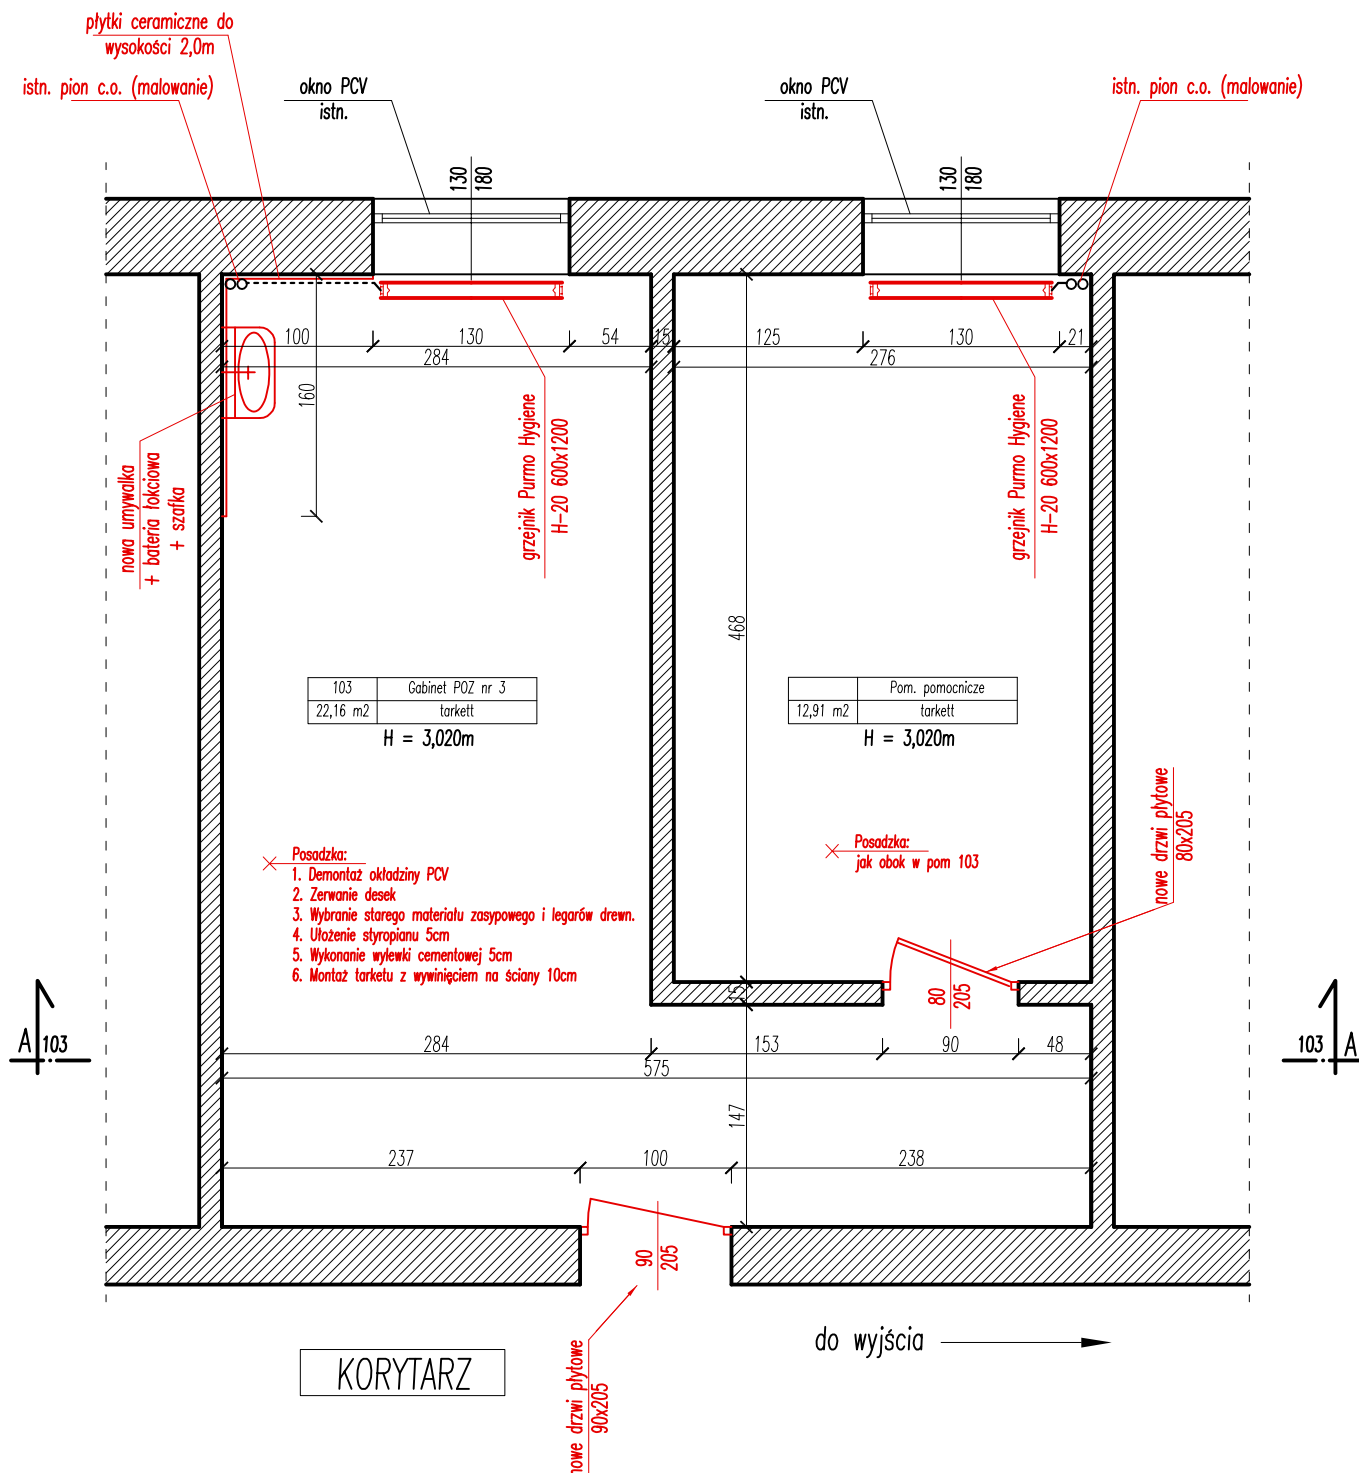 płytki ceramiczne do
wysokości 2,0m
istn. pion c.o. (malowanie)
okno PCV
istn.
okno PCV
istn.
istn. pion c.o. (malowanie)
130
180
130
180
100
130
54
15
125
130
21
284
276
160
nowa umywalka
+ bateria łokciowa
+ szafka
grzejnik Purmo Hygiene
H-20 600x1200
grzejnik Purmo Hygiene
H-20 600x1200
468
103 Gabinet POZ nr 3
22,16 m2 tarkett
H = 3,020m
Pom. pomocnicze
12,91 m2 tarkett
H = 3,020m
nowe drzwi płytowe
80x205
Posadzka:
1. Demontaż okładziny PCV
2. Zerwanie desek
3. Wybranie starego materiału zasypowego i legarów drewn.
4. Ułożenie styropianu 5cm
5. Wykonanie wylewki cementowej 5cm
6. Montaż tarketu z wywinięciem na ściany 10cm
Posadzka:
jak obok w pom 103
15
80
205
A 103
103 A
284
153
90
48
575
147
237
100
238
90
205
do wyjścia
KORYTARZ
nowe drzwi płytowe
90x205